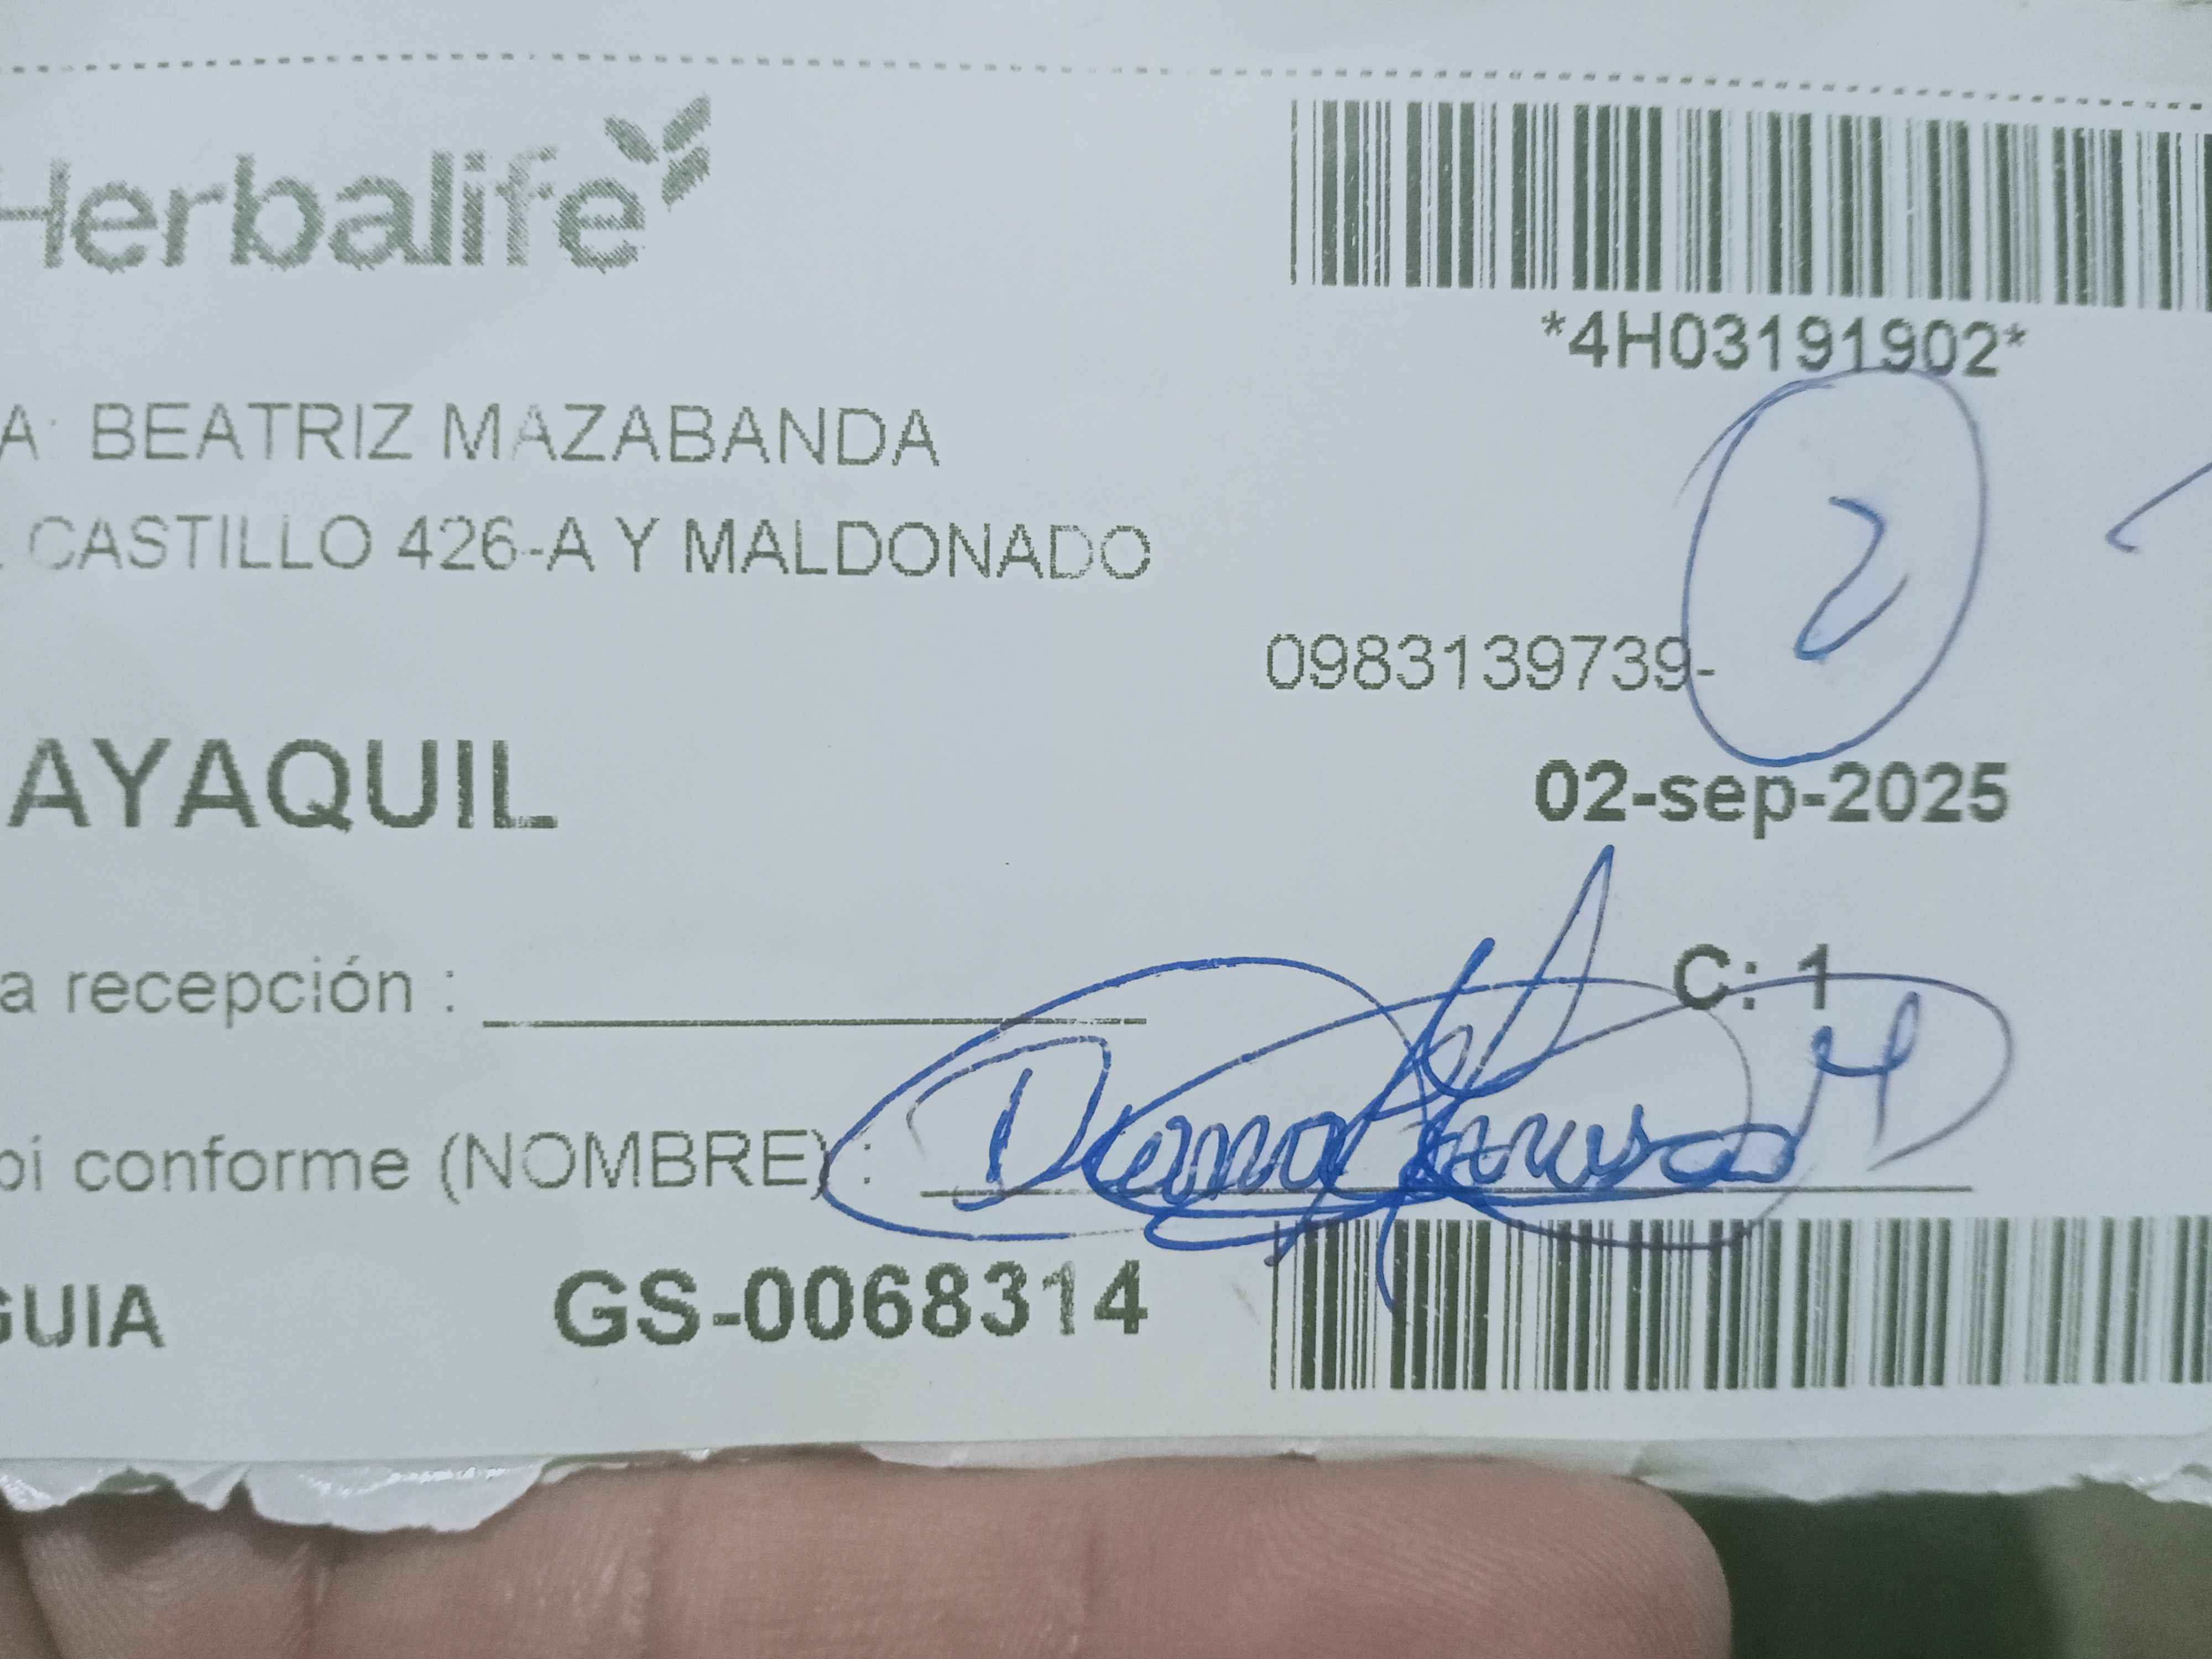 Herbalife
*4H03191902*
A: BEATRIZ MAZABANDA
2
. CASTILLO 426-A Y MALDONADO
0983139739-
AYAQUIL
02-sep-2025
a recepción :
C: 1
bi conforme (NOMBRE) :
GUIA GS-0068314